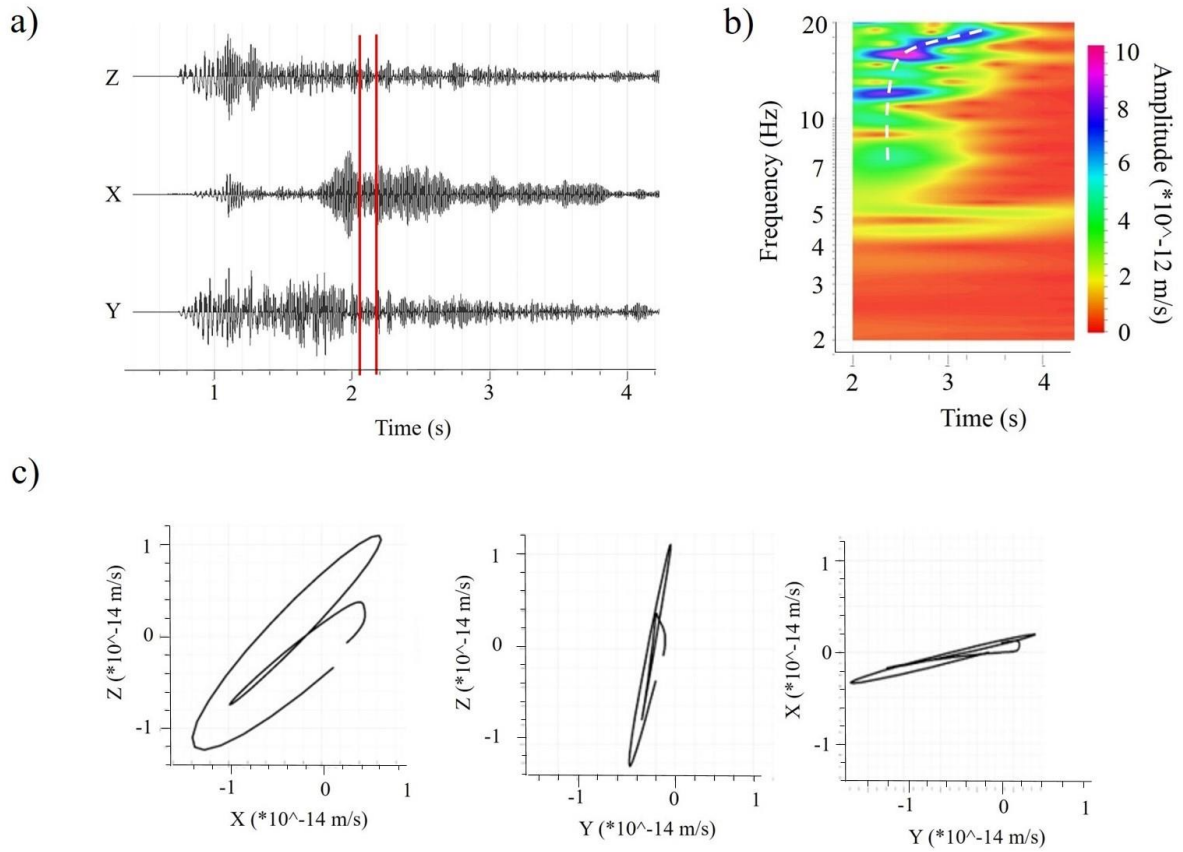 a)
Z
X
Y
1 2 3 4
Time (s)
b)
20
10
7
5
4
3
2
Frequency (Hz)
2 3 4
Time (s)
10
8
6
4
2
0
Amplitude (*10^-12 m/s)
c)
1
0
-1
Z (*10^-14 m/s)
-1 0 1
X (*10^-14 m/s)
1
0
-1
Z (*10^-14 m/s)
-1 0 1
Y (*10^-14 m/s)
1
0
-1
X (*10^-14 m/s)
-1 0 1
Y (*10^-14 m/s)